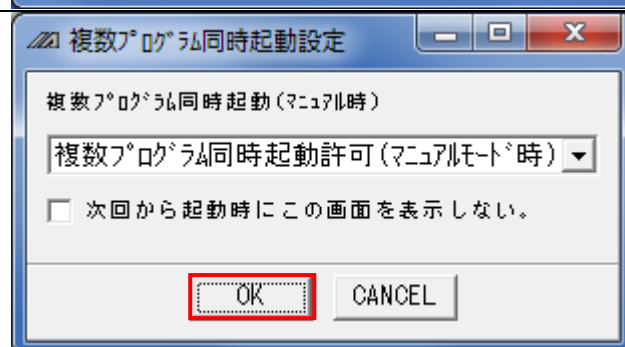 複数ﾌﾟﾛｸﾞﾗﾑ同時起動設定
複数ﾌﾟﾛｸﾞﾗﾑ同時起動(ﾏﾆｭｱﾙ時)
複数ﾌﾟﾛｸﾞﾗﾑ同時起動許可(ﾏﾆｭｱﾙﾓｰﾄﾞ時)
次回から起動時にこの画面を表示しない。
OK
CANCEL